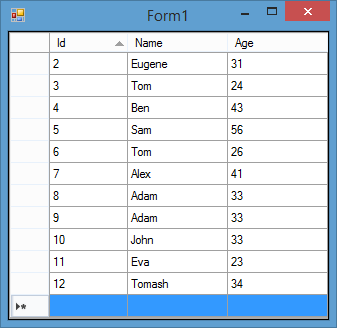 Form1
Id Name Age
2 Eugene 31
3 Tom 24
4 Ben 43
5 Sam 56
6 Tom 26
7 Alex 41
8 Adam 33
9 Adam 33
10 John 33
11 Eva 23
12 Tomash 34